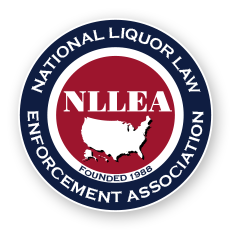 NATIONAL LIQUOR LAW
NLLEA
FOUNDED 1988
ENFORCEMENT ASSOCIATION